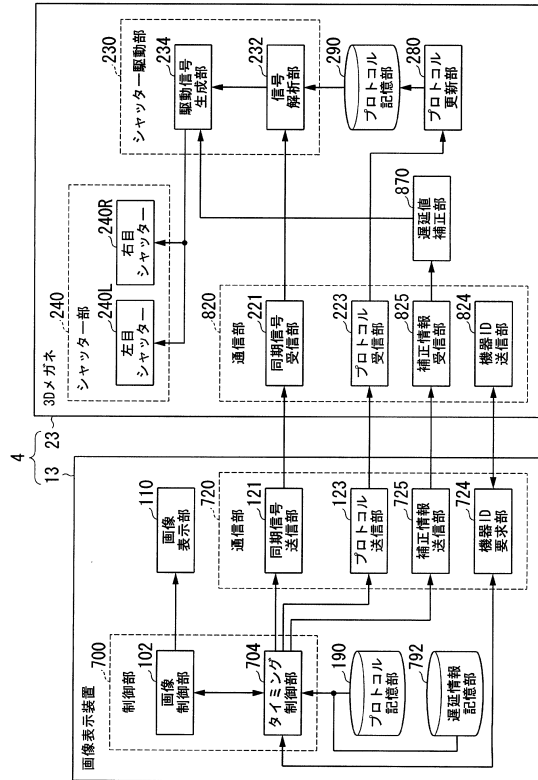 4
13
23
画像表示装置
700
制御部
102
画像
制御部
110
画像
表示部
704
タイミング
制御部
190
プロトコル
記憶部
792
遅延情報
記憶部
720
通信部
121
同期信号
送信部
123
プロトコル
送信部
725
補正情報
送信部
724
機器ID
要求部
3Dメガネ
240
シャッター部
240L
左目
シャッター
240R
右目
シャッター
820
通信部
221
同期信号
受信部
223
プロトコル
受信部
825
補正情報
受信部
824
機器ID
送信部
870
遅延値
補正部
230
シャッター駆動部
234
駆動信号
生成部
232
信号
解析部
290
プロトコル
記憶部
280
プロトコル
更新部